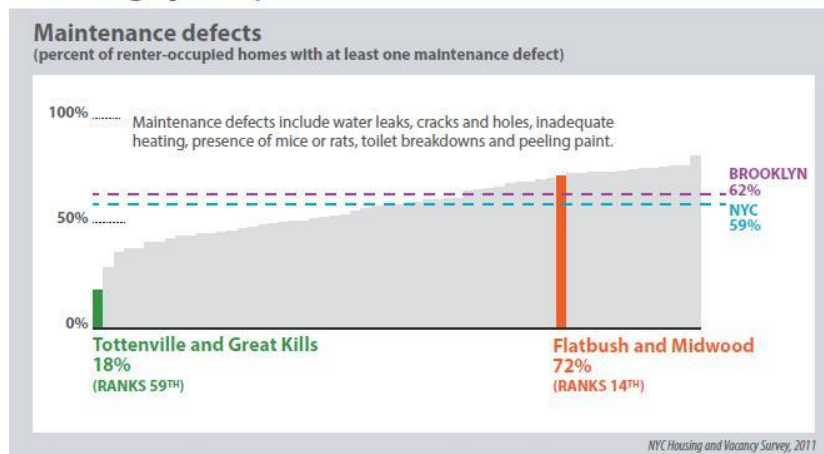 Maintenance defects
(percent of renter-occupied homes with at least one maintenance defect)
100%
Maintenance defects include water leaks, cracks and holes, inadequate
heating, presence of mice or rats, toilet breakdowns and peeling paint.
BROOKLYN
62%
50%
NYC
59%
0%
Tottenville and Great Kills
18%
(RANKS 59TH)
Flatbush and Midwood
72%
(RANKS 14TH)
NYC Housing and Vacancy Survey, 2011